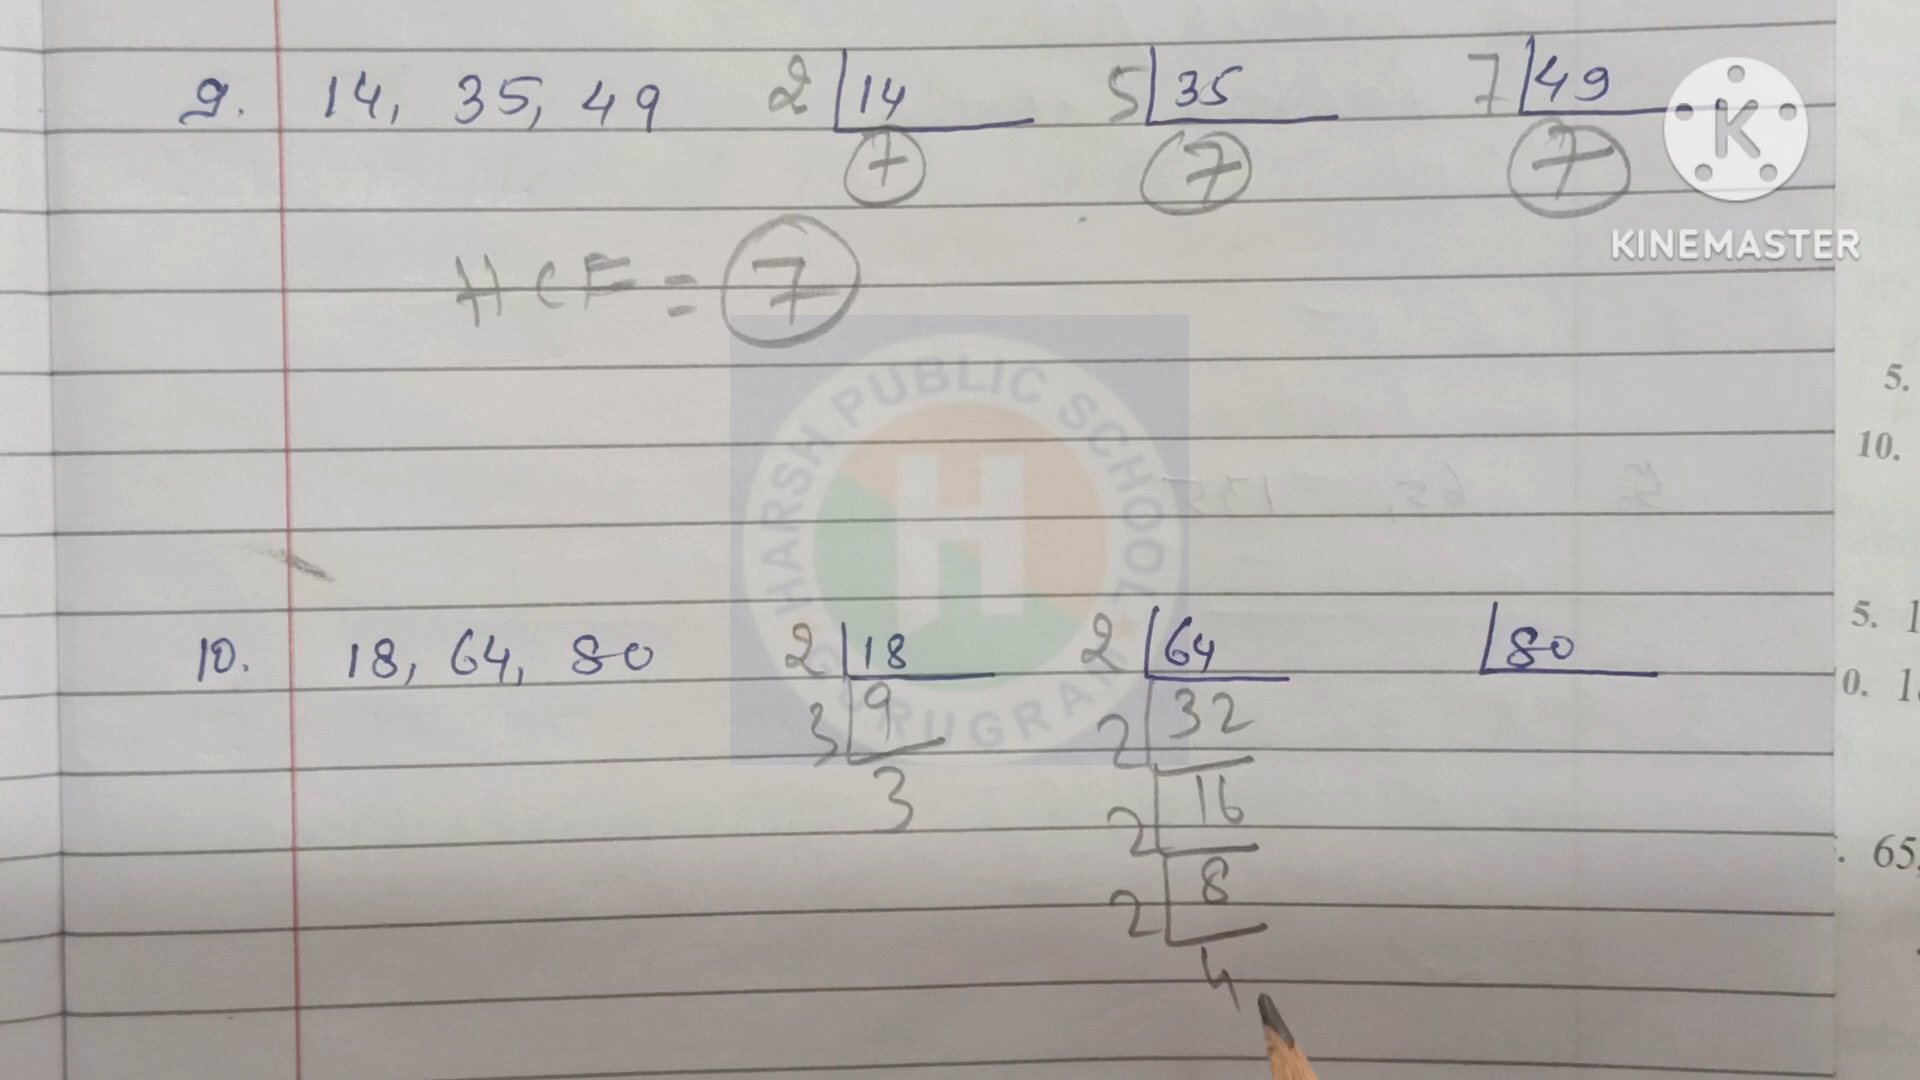 9. 14, 35, 49 2 14 5 35 7 49
7 7 7
KINEMASTER
HCF = 7
HARSH PUBLIC SCHOOL
H
GURUGRAM
5.
10.
10. 18, 64, 80 2 18 2 64 80
3 9 2 32
3 2 16
2 8
4
5. 1
0. 1
65,